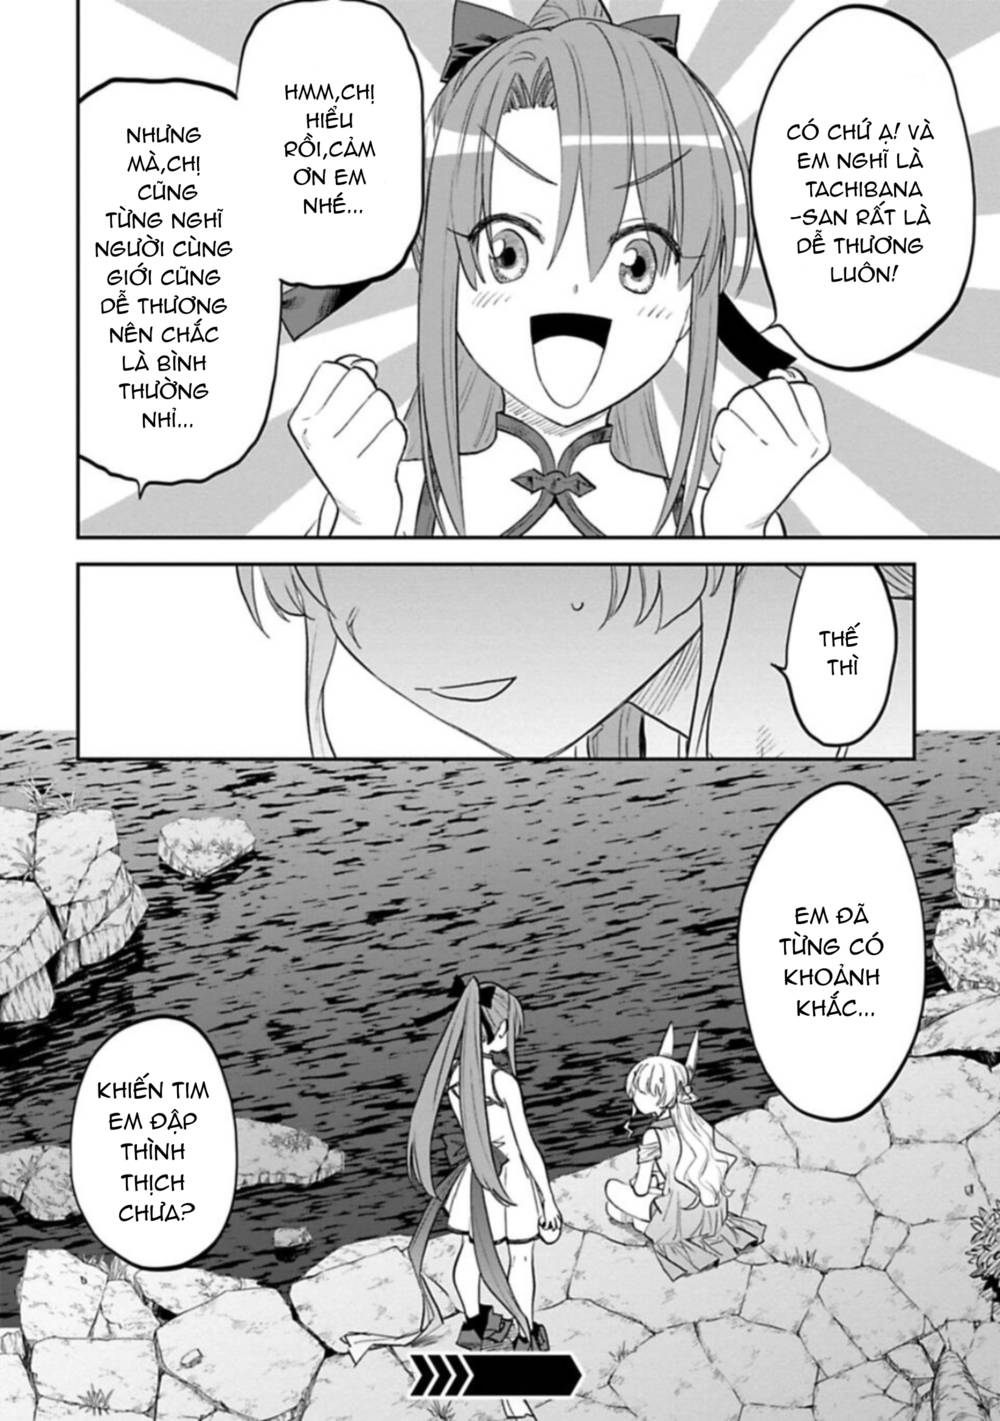 CÓ CHỨ Ạ! VÀ
EM NGHĨ LÀ
TACHIBANA
-SAN RẤT LÀ
DỄ THƯƠNG
LUÔN!
HMM,CHỊ
HIỂU
RỒI,CẢM
ƠN EM
NHÉ...
NHƯNG
MÀ,CHỊ
CŨNG
TỪNG NGHĨ
NGƯỜI CÙNG
GIỚI CŨNG
DỄ THƯƠNG
NÊN CHẮC
LÀ BÌNH
THƯỜNG
NHỈ...
THẾ
THÌ
EM ĐÃ
TỪNG CÓ
KHOẢNH
KHẮC...
KHIẾN TIM
EM ĐẬP
THÌNH
THỊCH
CHƯA?